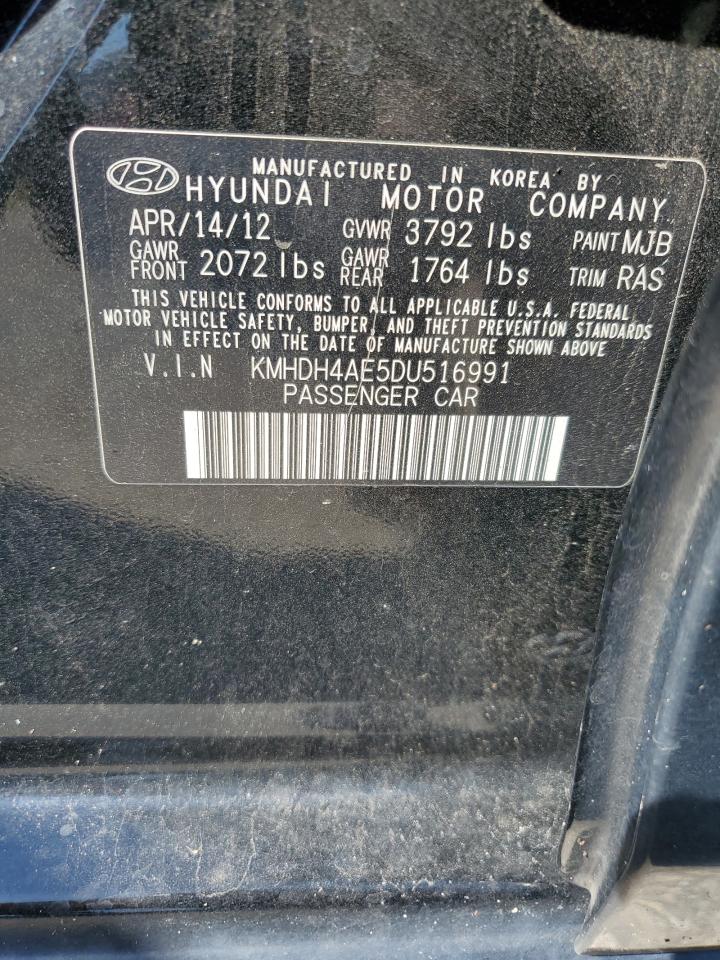 MANUFACTURED IN KOREA BY
HYUNDAI MOTOR COMPANY
APR/14/12 GVWR 3792 lbs PAINT MJB
GAWR FRONT 2072 lbs GAWR REAR 1764 lbs TRIM RAS
THIS VEHICLE CONFORMS TO ALL APPLICABLE U.S.A. FEDERAL
MOTOR VEHICLE SAFETY, BUMPER, AND THEFT PREVENTION STANDARDS
IN EFFECT ON THE DATE OF MANUFACTURE SHOWN ABOVE
V.I.N KMHDH4AE5DU516991
PASSENGER CAR